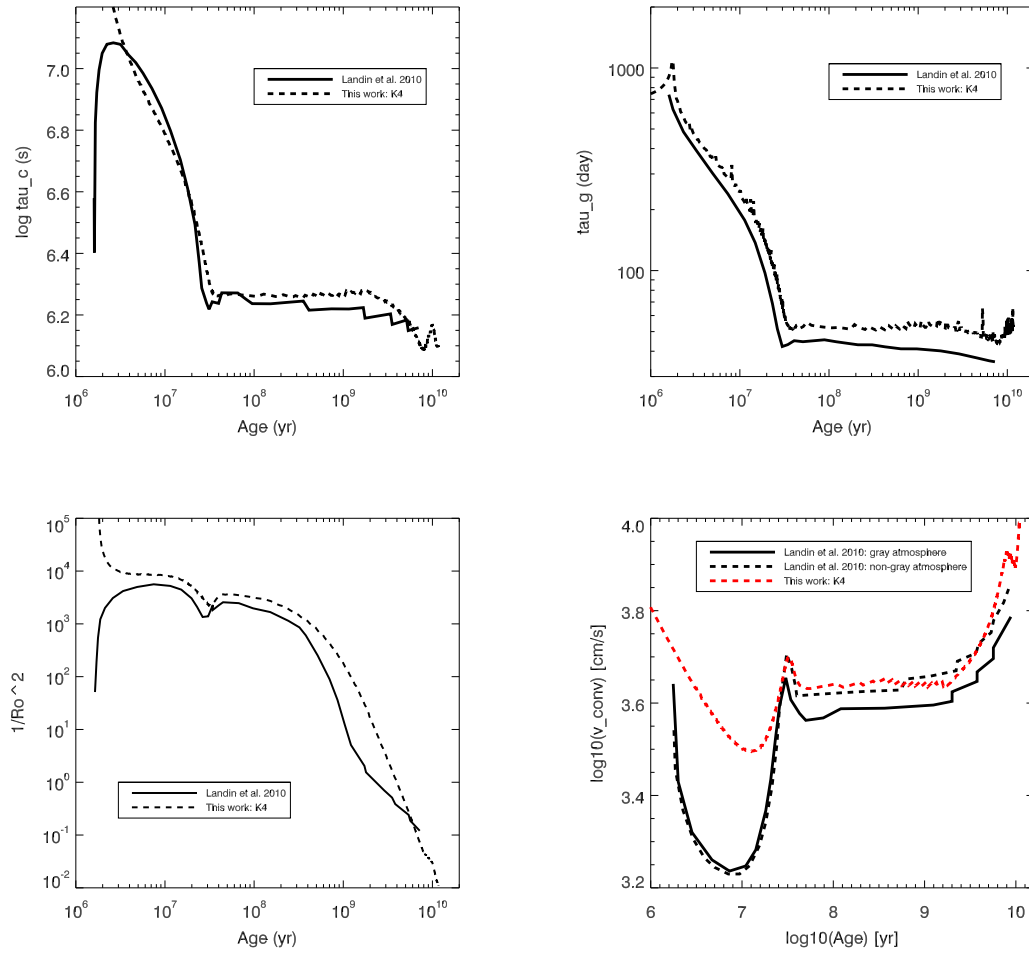 log tau_c (s)
7.0
6.8
6.6
6.4
6.2
6.0
10^6
10^7
10^8
10^9
10^10
Age (yr)
Landin et al. 2010
This work: K4
tau_g (day)
1000
100
10^6
10^7
10^8
10^9
10^10
Age (yr)
Landin et al. 2010
This work: K4
1/Ro^2
10^5
10^4
10^3
10^2
10^1
10^0
10^-1
10^-2
10^6
10^7
10^8
10^9
10^10
Age (yr)
Landin et al. 2010
This work: K4
log10(v_conv) [cm/s]
4.0
3.8
3.6
3.4
3.2
6
7
8
9
10
log10(Age) [yr]
Landin et al. 2010: gray atmosphere
Landin et al. 2010: non-gray atmosphere
This work: K4